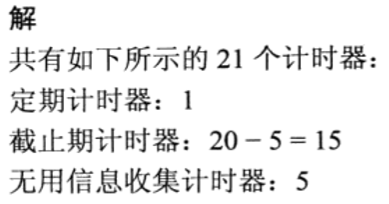 解
共有如下所示的 21 个计时器：
定期计时器：1
截止期计时器：20 − 5 = 15
无用信息收集计时器：5